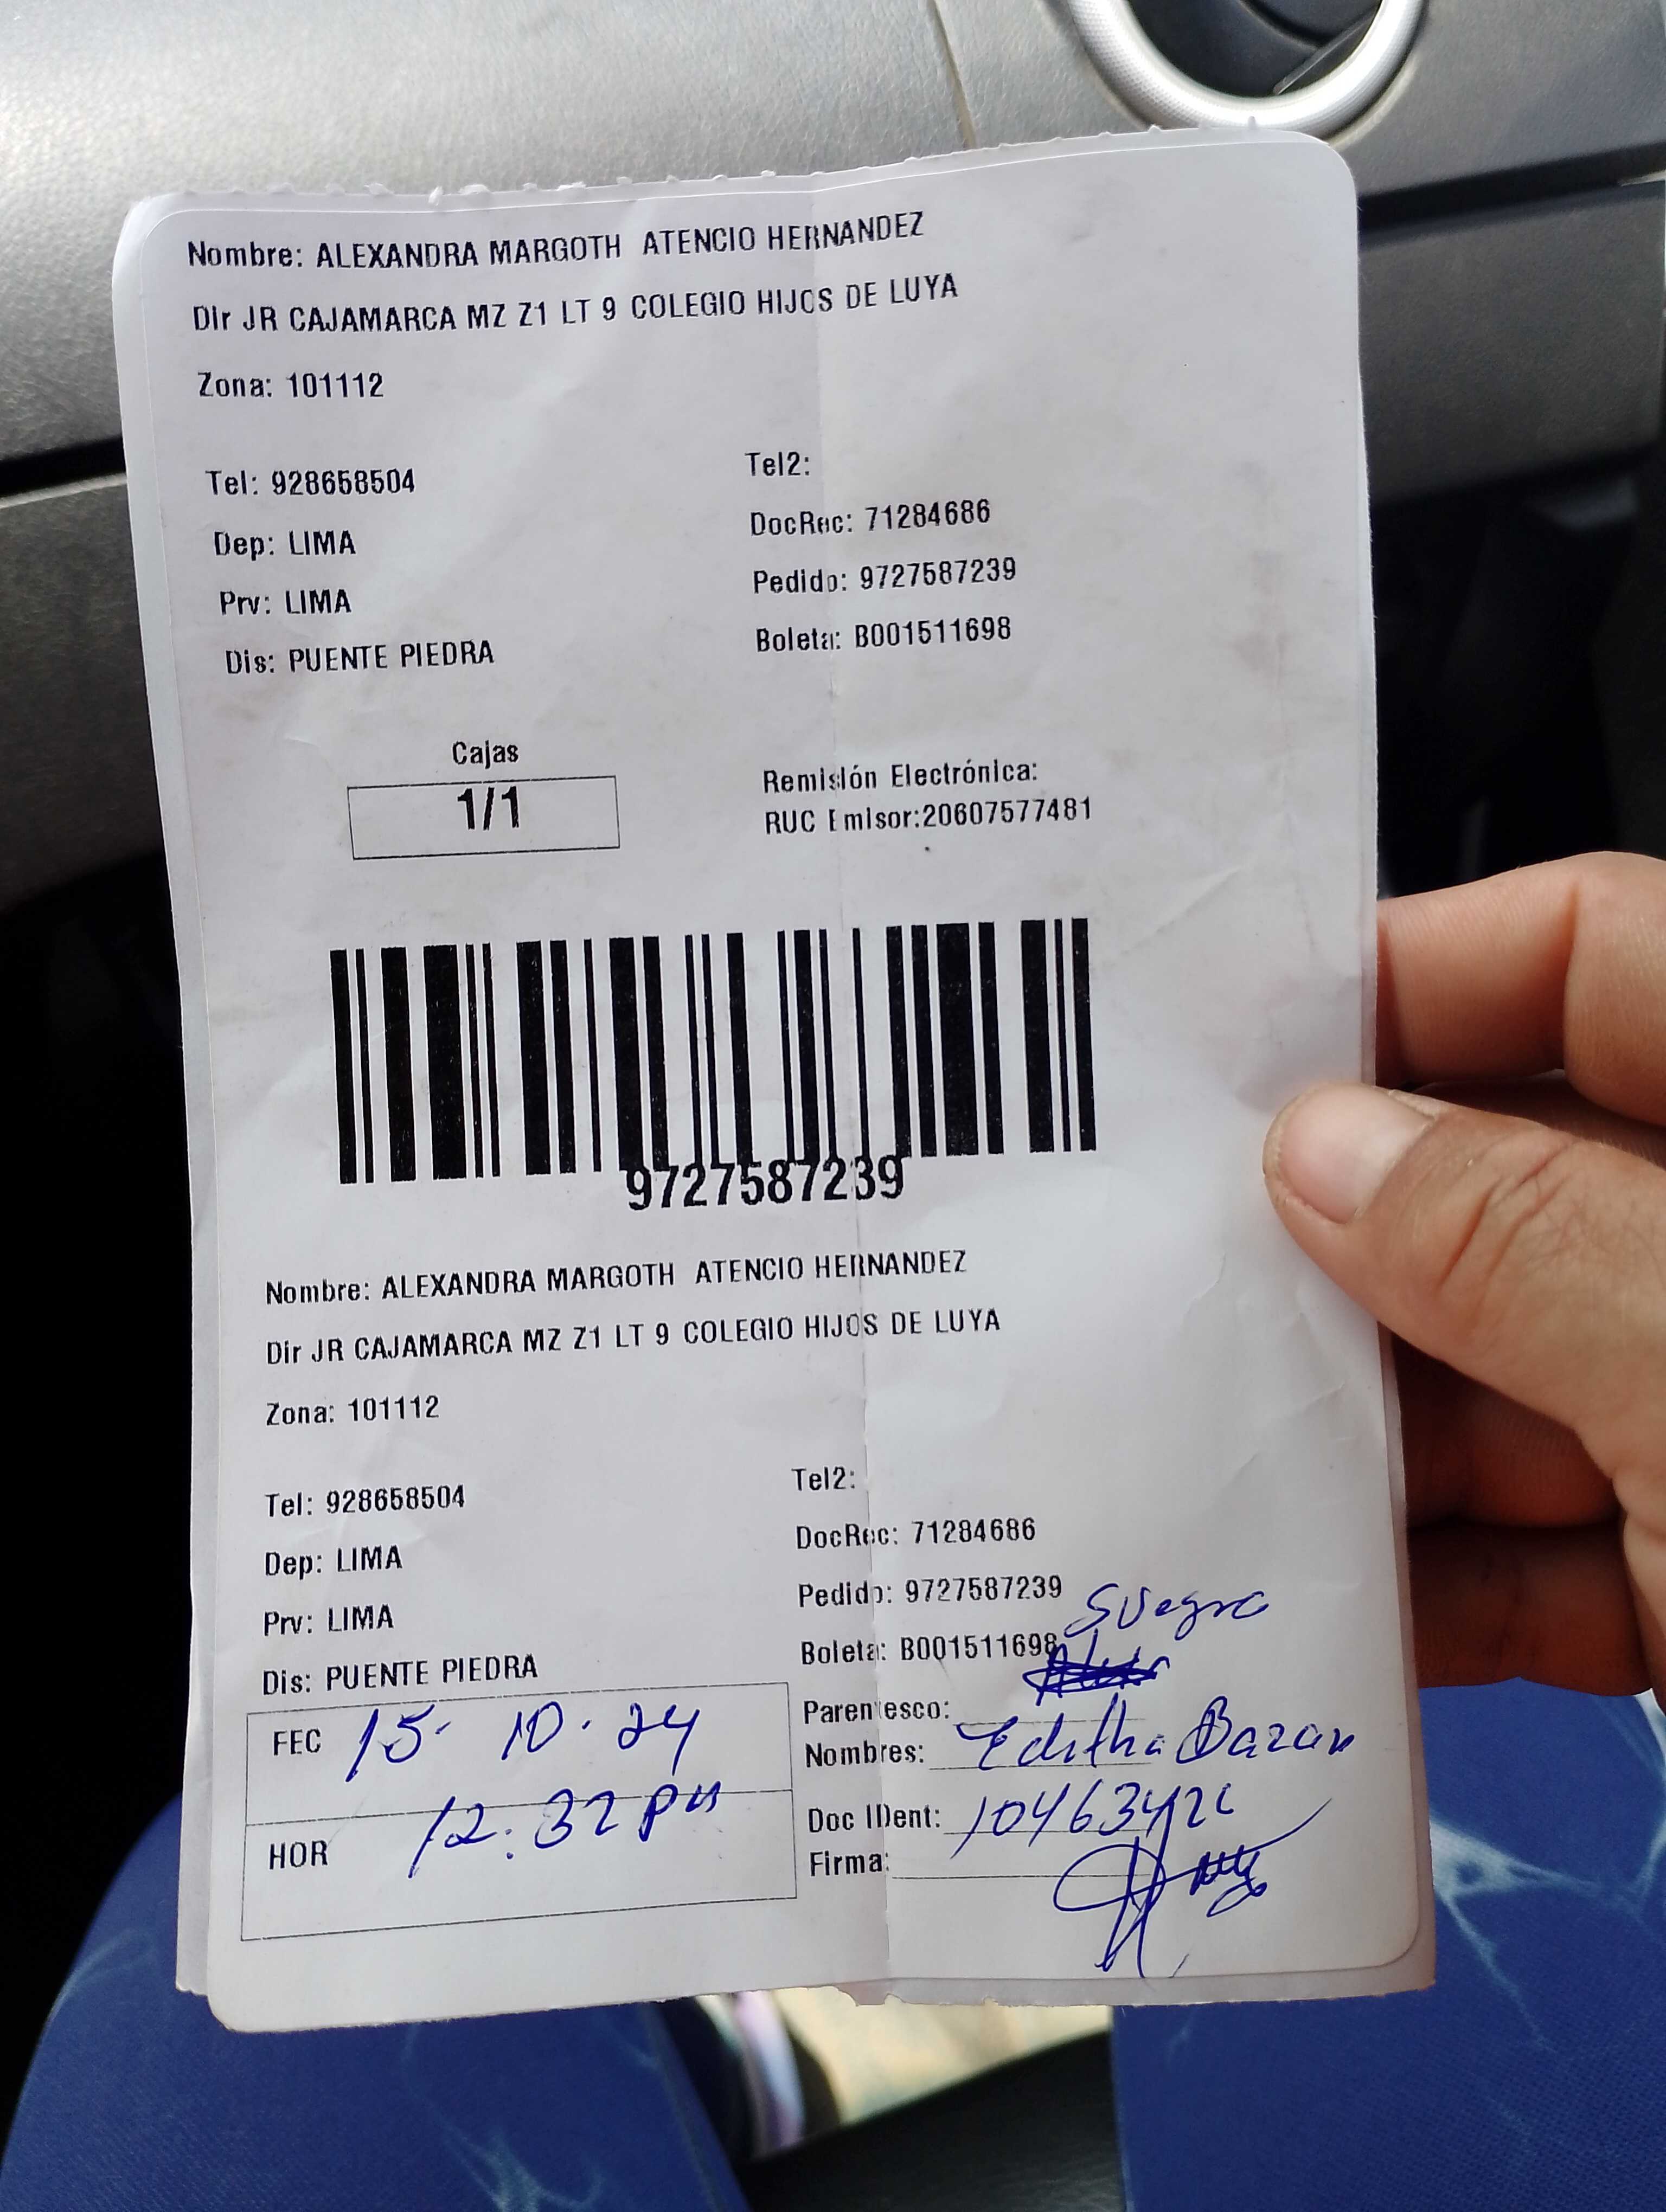 Nombre: ALEXANDRA MARGOTH ATENCIO HERNANDEZ
Dir JR CAJAMARCA MZ Z1 LT 9 COLEGIO HIJOS DE LUYA
Zona: 101112
Tel: 928658504
Dep: LIMA
Prv: LIMA
Dis: PUENTE PIEDRA
Tel2:
DocRec: 71284686
Pedido: 9727587239
Boleta: B001511698
Cajas
1/1
Remisión Electrónica:
RUC Emisor:20607577481
9727587239
Nombre: ALEXANDRA MARGOTH ATENCIO HERNANDEZ
Dir JR CAJAMARCA MZ Z1 LT 9 COLEGIO HIJOS DE LUYA
Zona: 101112
Tel: 928658504
Dep: LIMA
Prv: LIMA
Dis: PUENTE PIEDRA
Tel2:
DocRec: 71284686
Pedido: 9727587239
Boleta: B001511698
Suegra
Parentesco:
Nombres: Editha Bazan
Doc IDent:
Firma:
FEC 15. 10. 24
HOR 12:32 PM